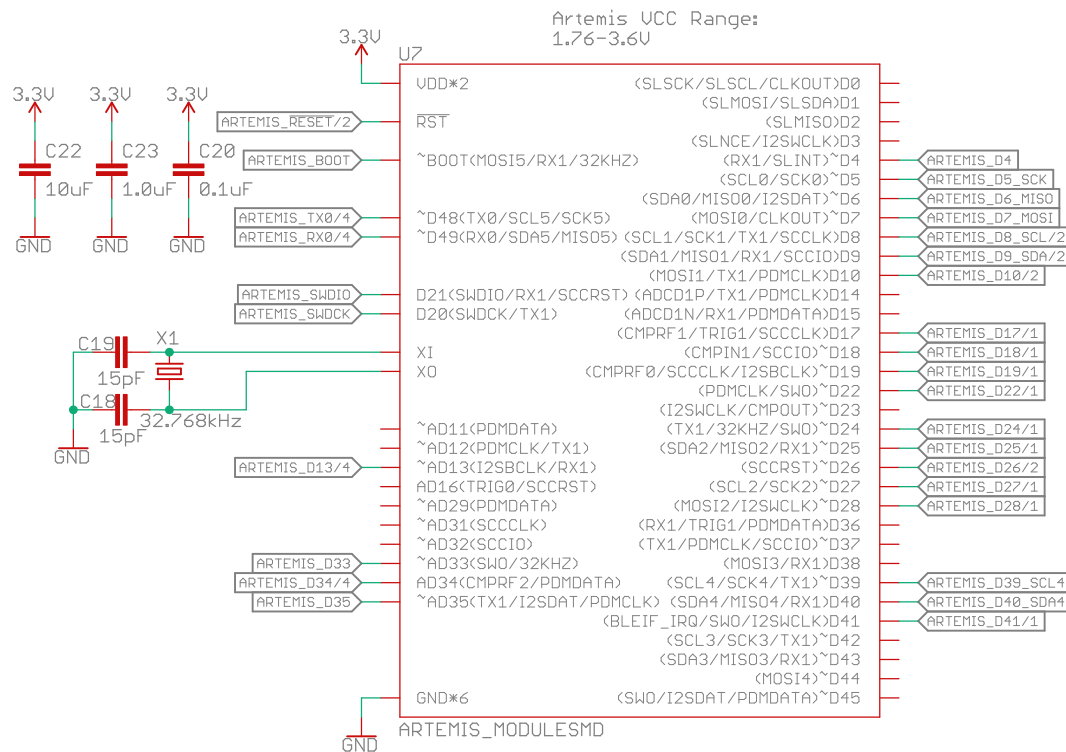 Artemis VCC Range:
1.76-3.6V
3.3V
U7
VDD*2
(SLSCK/SLSCL/CLKOUT)D0
3.3V
3.3V
3.3V
(SLMOSI/SLSDA)D1
ARTEMIS_RESET/2
RST
(SLMISO)D2
(SLNCE/I2SWCLK)D3
C22
C23
C20
ARTEMIS_BOOT
~BOOT(MOSI5/RX1/32KHZ)
(RX1/SLINT)~D4
ARTEMIS_D4
10uF
1.0uF
0.1uF
(SCL0/SCK0)~D5
ARTEMIS_D5_SCK
(SDA0/MISO0/I2SDAT)~D6
ARTEMIS_D6_MISO
ARTEMIS_TX0/4
~D48(TX0/SCL5/SCK5)
(MOSI0/CLKOUT)~D7
ARTEMIS_D7_MOSI
GND
GND
GND
ARTEMIS_RX0/4
~D49(RX0/SDA5/MISO5)
(SCL1/SCK1/TX1/SCCLK)D8
ARTEMIS_D8_SCL/2
(SDA1/MISO1/RX1/SCCIO)D9
ARTEMIS_D9_SDA/2
(MOSI1/TX1/PDMCLK)D10
ARTEMIS_D10/2
ARTEMIS_SWDIO
D21(SWDIO/RX1/SCCRST)
(ADCD1P/TX1/PDMCLK)D14
ARTEMIS_SWDCK
D20(SWDCK/TX1)
(ADCD1N/RX1/PDMCLK)D15
(CMPRF1/TRIG1/SCCCLK)D17
ARTEMIS_D17/1
C19
X1
XI
(CMPIN1/SCCIO)~D18
ARTEMIS_D18/1
15pF
XO
(CMPRF0/SCCCLK/I2SBCLK)~D19
ARTEMIS_D19/1
(PDMCLK/SWO)~D22
ARTEMIS_D22/1
C18
(I2SWCLK/CMPOUT)~D23
32.768kHz
15pF
GND
~AD11(PDMDATA)
(TX1/32KHZ/SWO)~D24
ARTEMIS_D24/1
~AD12(PDMCLK/TX1)
(SDA2/MISO2/RX1)~D25
ARTEMIS_D25/1
ARTEMIS_D13/4
~AD13(I2SBCLK/RX1)
(SCCRST)~D26
ARTEMIS_D26/2
AD16(TRIG0/SCCRST)
(SCL2/SCK2)~D27
ARTEMIS_D27/1
~AD29(PDMDATA)
(MOSI2/I2SWCLK)~D28
ARTEMIS_D28/1
~AD31(SCCCLK)
(RX1/TRIG1/PDMDATA)D36
~AD32(SCCIO)
(TX1/PDMCLK/SCCIO)~D37
ARTEMIS_D33
~AD33(SWO/32KHZ)
(MOSI3/RX1)D38
ARTEMIS_D34/4
AD34(CMPRF2/PDMDATA)
(SCL4/SCK4/TX1)~D39
ARTEMIS_D39_SCL4
ARTEMIS_D35
~AD35(TX1/I2SDAT/PDMCLK)
(SDA4/MISO4/RX1)D40
ARTEMIS_D40_SDA4
(BLEIF_IRQ/SWO/I2SWCLK)D41
ARTEMIS_D41/1
(SCL3/SCK3/TX1)~D42
(SDA3/MISO3/RX1)~D43
(MOSI4)~D44
GND*6
(SWO/I2SDAT/PDMDATA)~D45
GND
ARTEMIS_MODULESMD